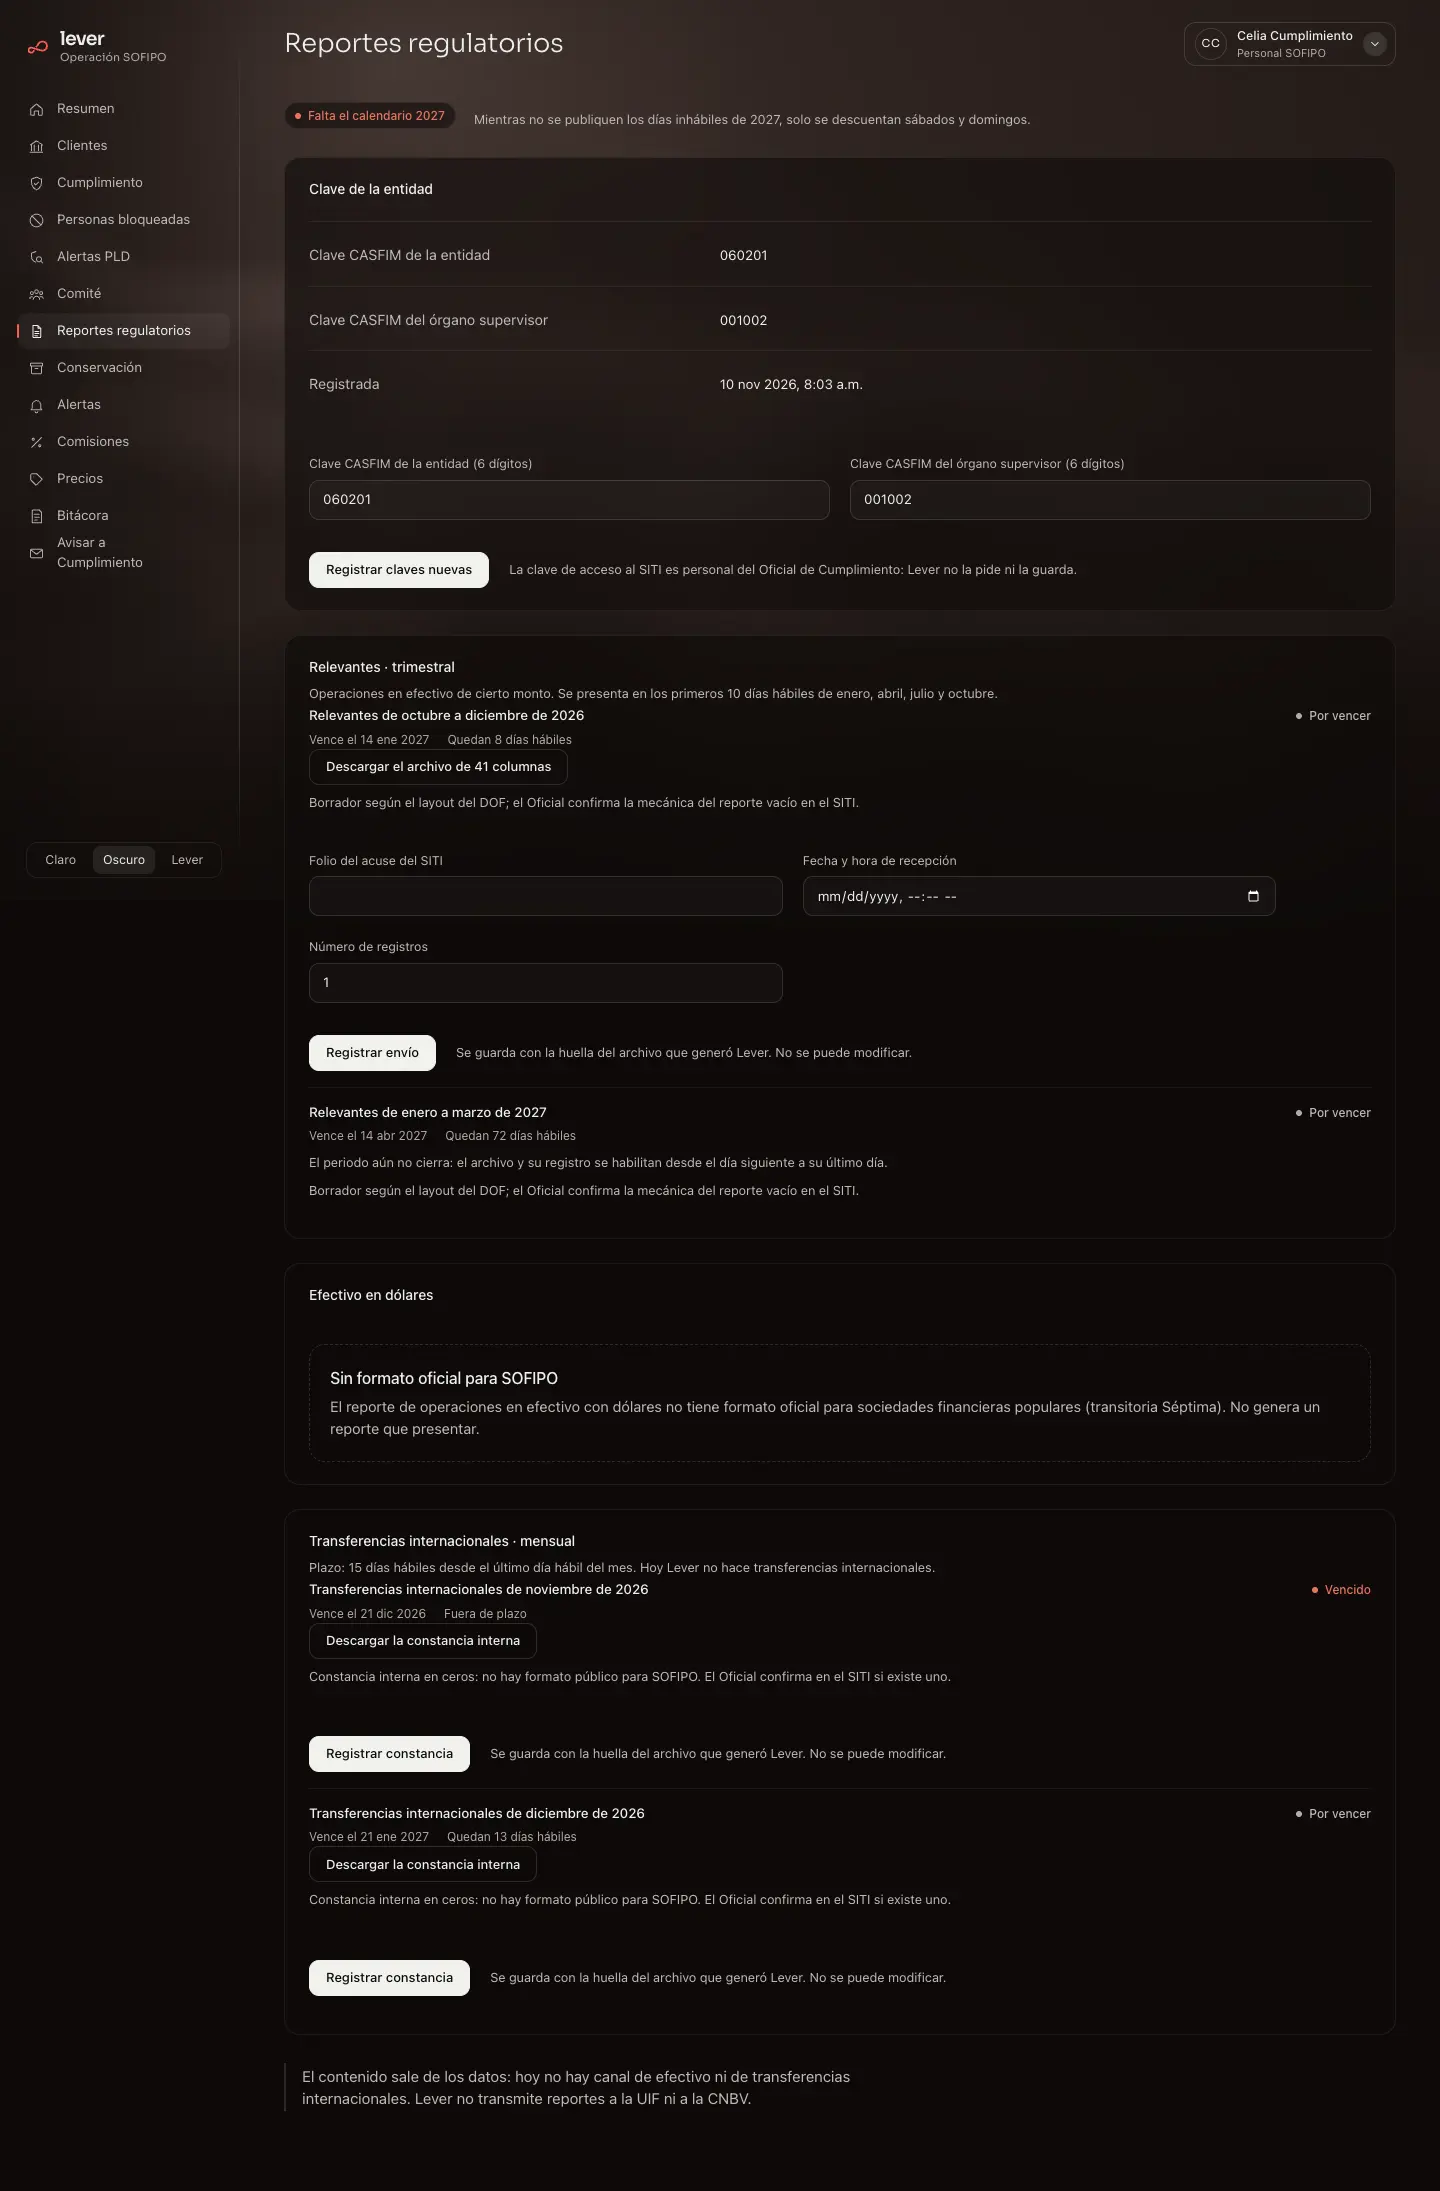 lever
Operación SOFIPO
Resumen
Clientes
Cumplimiento
Personas bloqueadas
Alertas PLD
Comité
Reportes regulatorios
Conservación
Alertas
Comisiones
Precios
Bitácora
Avisar a
Cumplimiento
Claro
Oscuro
Lever
Reportes regulatorios
CC
Celia Cumplimiento
Personal SOFIPO
Falta el calendario 2027
Mientras no se publiquen los días inhábiles de 2027, solo se descuentan sábados y domingos.
Clave de la entidad
Clave CASFIM de la entidad 060201
Clave CASFIM del órgano supervisor 001002
Registrada 10 nov 2026, 8:03 a.m.
Clave CASFIM de la entidad (6 dígitos)
060201
Clave CASFIM del órgano supervisor (6 dígitos)
001002
Registrar claves nuevas
La clave de acceso al SITI es personal del Oficial de Cumplimiento: Lever no la pide ni la guarda.
Relevantes · trimestral
Operaciones en efectivo de cierto monto. Se presenta en los primeros 10 días hábiles de enero, abril, julio y octubre.
Relevantes de octubre a diciembre de 2026
Por vencer
Vence el 14 ene 2027 Quedan 8 días hábiles
Descargar el archivo de 41 columnas
Borrador según el layout del DOF; el Oficial confirma la mecánica del reporte vacío en el SITI.
Folio del acuse del SITI
Fecha y hora de recepción
mm/dd/yyyy, --:-- --
Número de registros
1
Registrar envío
Se guarda con la huella del archivo que generó Lever. No se puede modificar.
Relevantes de enero a marzo de 2027
Por vencer
Vence el 14 abr 2027 Quedan 72 días hábiles
El periodo aún no cierra: el archivo y su registro se habilitan desde el día siguiente a su último día.
Borrador según el layout del DOF; el Oficial confirma la mecánica del reporte vacío en el SITI.
Efectivo en dólares
Sin formato oficial para SOFIPO
El reporte de operaciones en efectivo con dólares no tiene formato oficial para sociedades financieras populares (transitoria Séptima). No genera un
reporte que presentar.
Transferencias internacionales · mensual
Plazo: 15 días hábiles desde el último día hábil del mes. Hoy Lever no hace transferencias internacionales.
Transferencias internacionales de noviembre de 2026
Vencido
Vence el 21 dic 2026 Fuera de plazo
Descargar la constancia interna
Constancia interna en ceros: no hay formato público para SOFIPO. El Oficial confirma en el SITI si existe uno.
Registrar constancia
Se guarda con la huella del archivo que generó Lever. No se puede modificar.
Transferencias internacionales de diciembre de 2026
Por vencer
Vence el 21 ene 2027 Quedan 13 días hábiles
Descargar la constancia interna
Constancia interna en ceros: no hay formato público para SOFIPO. El Oficial confirma en el SITI si existe uno.
Registrar constancia
Se guarda con la huella del archivo que generó Lever. No se puede modificar.
El contenido sale de los datos: hoy no hay canal de efectivo ni de transferencias
internacionales. Lever no transmite reportes a la UIF ni a la CNBV.